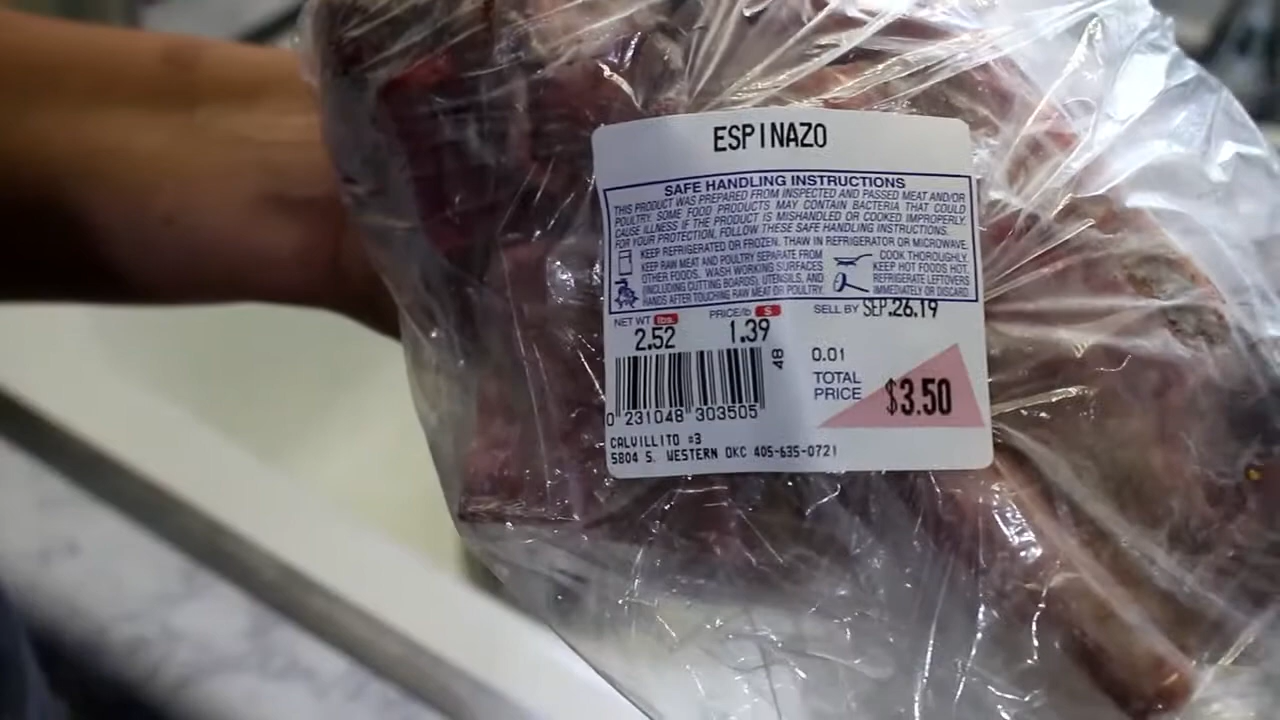 ESPINAZO
SAFE HANDLING INSTRUCTIONS
THIS PRODUCT WAS PREPARED FROM INSPECTED AND PASSED MEAT AND/OR
POULTRY. SOME FOOD PRODUCTS MAY CONTAIN BACTERIA THAT COULD
CAUSE ILLNESS IF THE PRODUCT IS MISHANDLED OR COOKED IMPROPERLY.
FOR YOUR PROTECTION, FOLLOW THESE SAFE HANDLING INSTRUCTIONS.
KEEP REFRIGERATED OR FROZEN. THAW IN REFRIGERATOR OR MICROWAVE.
KEEP RAW MEAT AND POULTRY SEPARATE FROM
OTHER FOODS. WASH WORKING SURFACES
(INCLUDING CUTTING BOARDS), UTENSILS, AND
HANDS AFTER TOUCHING RAW MEAT OR POULTRY.
COOK THOROUGHLY.
KEEP HOT FOODS HOT.
REFRIGERATE LEFTOVERS
IMMEDIATELY OR DISCARD.
NET WT lbs. PRICE/lb S SELL BY SEP.26.19
2.52 1.39
48
0.01
TOTAL
PRICE $3.50
0 231048 303505
CALVILLITO #3
5804 S. WESTERN OKC 405-635-0721